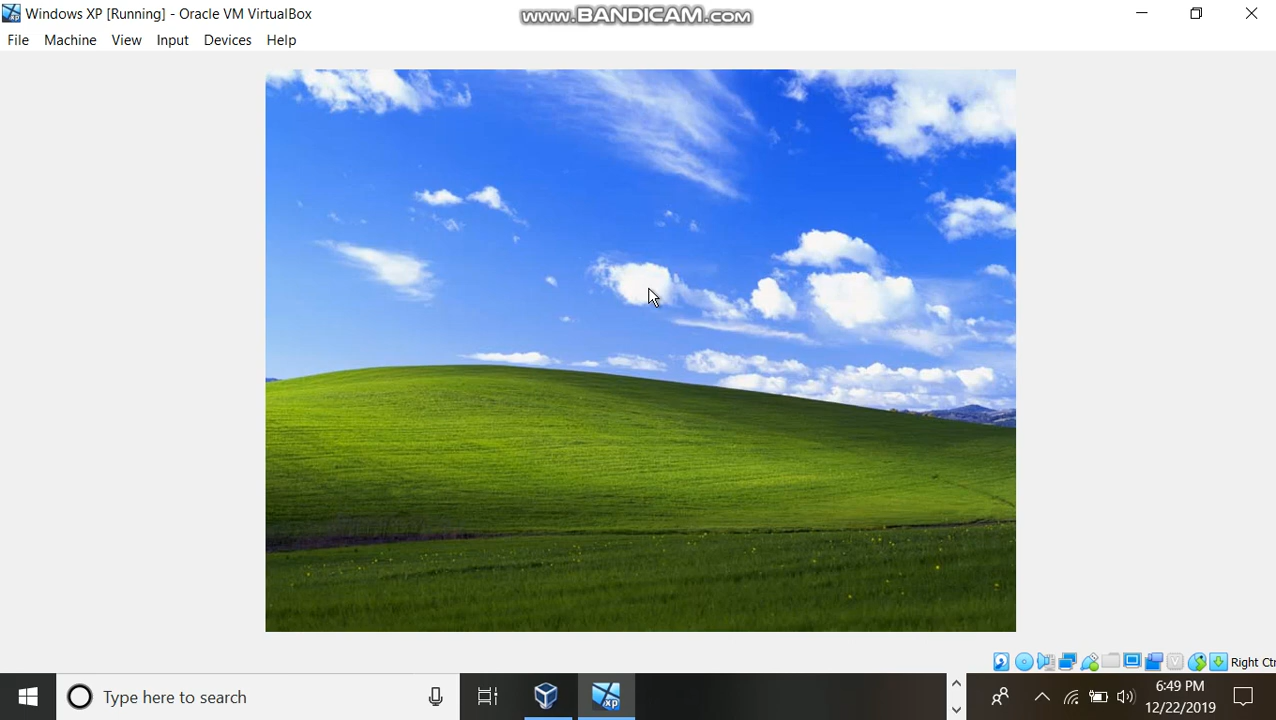 Windows XP [Running] - Oracle VM VirtualBox
www.BANDICAM.com
File Machine View Input Devices Help
Right Ctr
Type here to search
xp
6:49 PM
12/22/2019